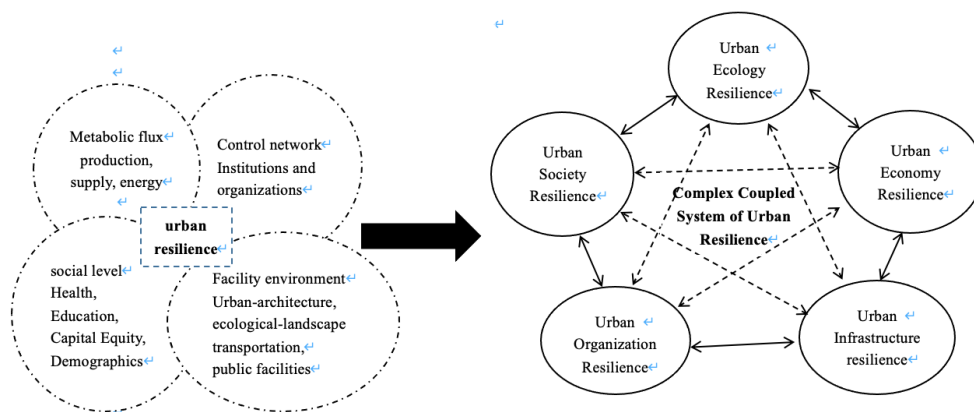 Metabolic flux
production,
supply, energy
Control network
Institutions and
organizations
urban
resilience
social level
Health,
Education,
Capital Equity,
Demographics
Facility environment
Urban-architecture,
ecological-landscape
transportation,
public facilities
Urban
Ecology
Resilience
Urban
Society
Resilience
Urban
Economy
Resilience
Complex Coupled
System of Urban
Resilience
Urban
Organization
Resilience
Urban
Infrastructure
resilience